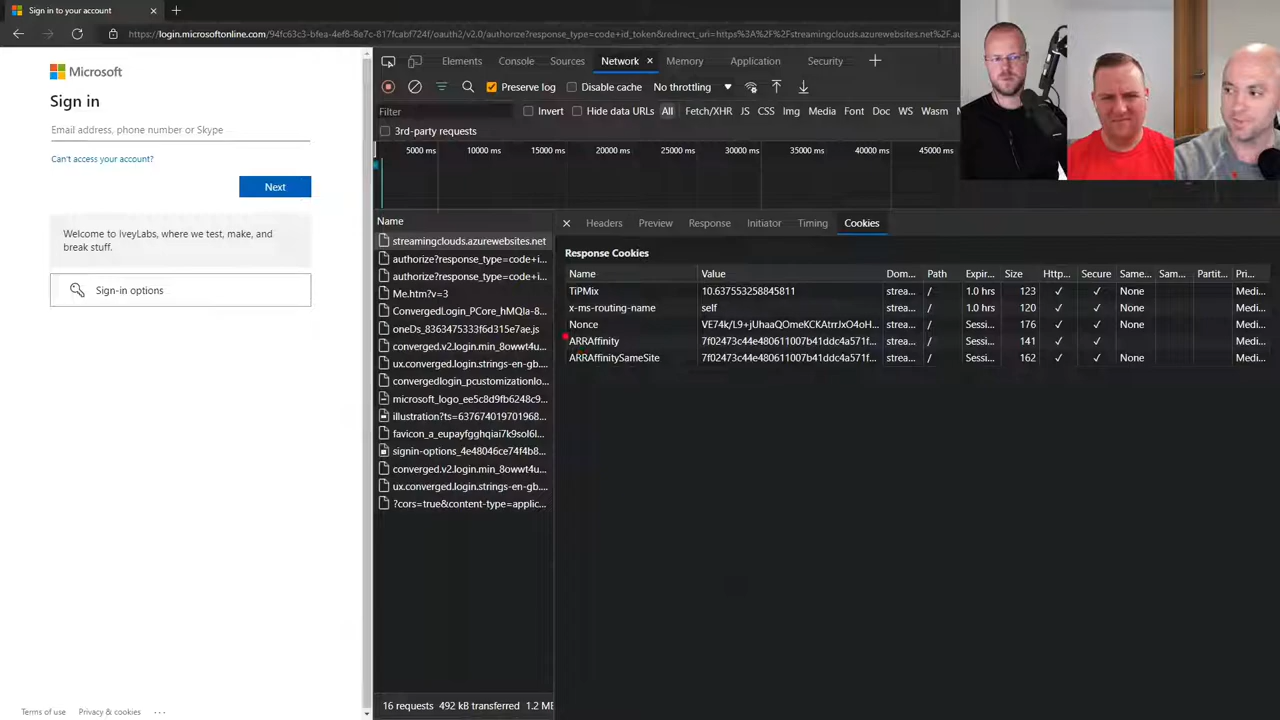 Sign in to your account
https://login.microsoftonline.com/94fc63c3-bfea-4ef8-8e7c-817fcabf724f/oauth2/v2.0/authorize?response_type=code+id_token&redirect_uri=https%3A%2F%2Fstreamingclouds.azurewebsites.net%2F.au
Microsoft
Sign in
Email address, phone number or Skype
Can't access your account?
Next
Welcome to IveyLabs, where we test, make, and
break stuff.
Sign-in options
Terms of use Privacy & cookies ...
Elements Console Sources Network Memory Application Security
Preserve log Disable cache No throttling
Filter Invert Hide data URLs All Fetch/XHR JS CSS Img Media Font Doc WS Wasm
3rd-party requests
5000 ms 10000 ms 15000 ms 20000 ms 25000 ms 30000 ms 35000 ms 40000 ms 45000 ms
Name
streamingclouds.azurewebsites.net
authorize?response_type=code+i...
authorize?response_type=code+i...
Me.htm?v=3
ConvergedLogin_PCore_hMQIa-8...
oneDs_8363475333f6d315e7ae.js
converged.v2.login.min_8owwt4u...
ux.converged.login.strings-en-gb....
convergedlogin_pcustomizationlo...
microsoft_logo_ee5c8d9fb6248c9...
illustration?ts=637674019701968...
favicon_a_eupayfgghqiai7k9sol6l...
signin-options_4e48046ce74f4b8...
converged.v2.login.min_8owwt4u...
ux.converged.login.strings-en-gb....
?cors=true&content-type=applic...
16 requests 492 kB transferred 1.2 MB
Headers Preview Response Initiator Timing Cookies
Response Cookies
Name Value Dom... Path Expir... Size Http... Secure Same... Sam... Partit... Pri...
TiPMix 10.637553258845811 strea... / 1.0 hrs 123 ✓ ✓ None Medi...
x-ms-routing-name self strea... / 1.0 hrs 120 ✓ ✓ None Medi...
Nonce VE74k/L9+jUhaaQOmeKCKAtrrJxO4oH... strea... / Sessi... 176 ✓ ✓ None Medi...
ARRAffinity 7f02473c44e480611007b41ddc4a571f... strea... / Sessi... 141 ✓ ✓ Medi...
ARRAffinitySameSite 7f02473c44e480611007b41ddc4a571f... strea... / Sessi... 162 ✓ ✓ None Medi...